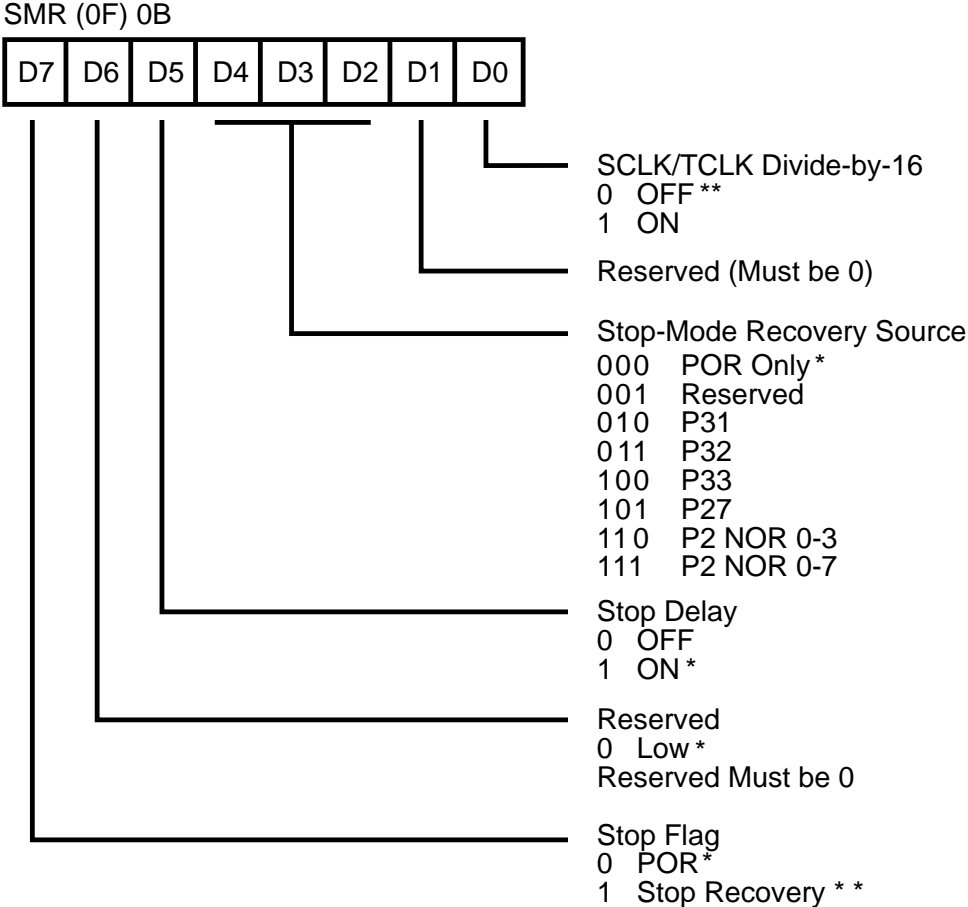 SMR (0F) 0B
D7 D6 D5 D4 D3 D2 D1 D0
SCLK/TCLK Divide-by-16
0 OFF **
1 ON
Reserved (Must be 0)
Stop-Mode Recovery Source
000 POR Only *
001 Reserved
010 P31
011 P32
100 P33
101 P27
110 P2 NOR 0-3
111 P2 NOR 0-7
Stop Delay
0 OFF
1 ON *
Reserved
0 Low *
Reserved Must be 0
Stop Flag
0 POR *
1 Stop Recovery * *